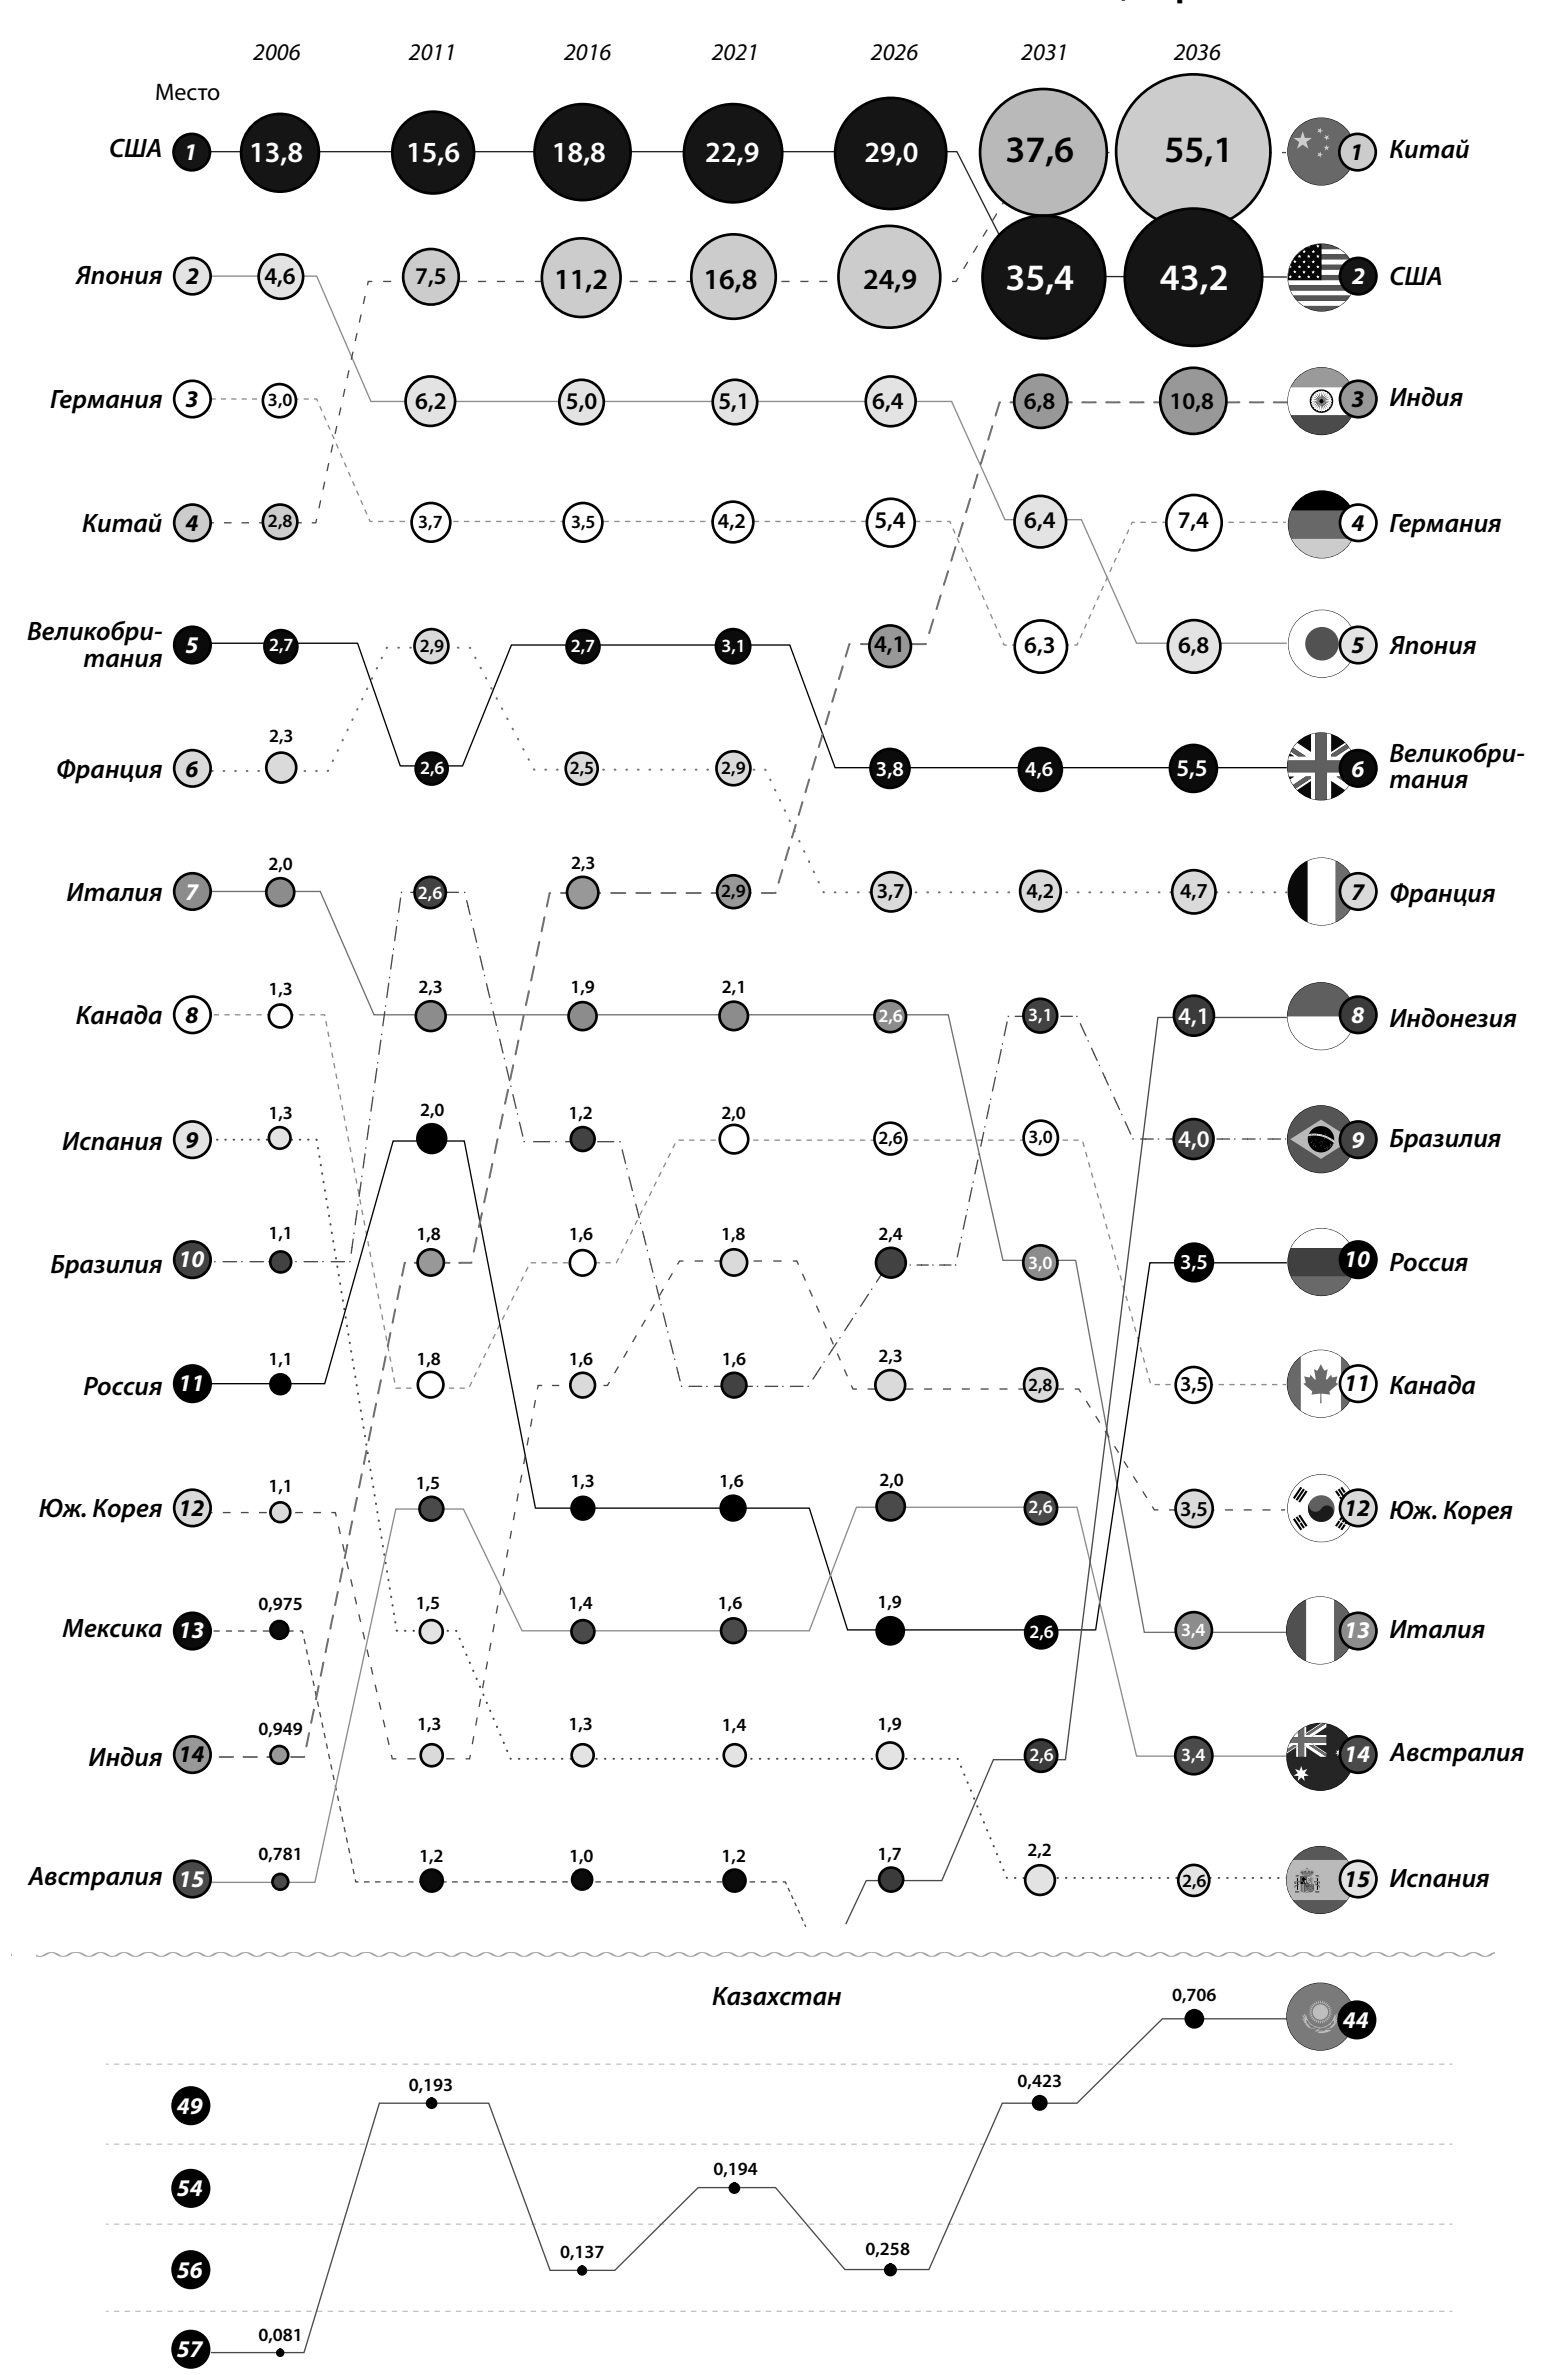 2006 2011 2016 2021 2026 2031 2036
Место
США 1 13,8 15,6 18,8 22,9 29,0 37,6 55,1 1 Китай
Япония 2 4,6 7,5 11,2 16,8 24,9 35,4 43,2 2 США
Германия 3 3,0 6,2 5,0 5,1 6,4 6,8 10,8 3 Индия
Китай 4 2,8 3,7 3,5 4,2 5,4 6,4 7,4 4 Германия
Великобри-
тания 5 2,7 2,9 2,7 3,1 4,1 6,3 6,8 5 Япония
Франция 6 2,3 2,6 2,5 2,9 3,8 4,6 5,5 6 Великобри-
тания
Италия 7 2,0 2,6 2,3 2,9 3,7 4,2 4,7 7 Франция
Канада 8 1,3 2,3 1,9 2,1 2,6 3,1 4,1 8 Индонезия
Испания 9 1,3 2,0 1,2 2,0 2,6 3,0 4,0 9 Бразилия
Бразилия 10 1,1 1,8 1,6 1,8 2,4 3,0 3,5 10 Россия
Россия 11 1,1 1,8 1,6 1,6 2,3 2,8 3,5 11 Канада
Юж. Корея 12 1,1 1,5 1,3 1,6 2,0 2,6 3,5 12 Юж. Корея
Мексика 13 0,975 1,5 1,4 1,6 1,9 2,6 3,4 13 Италия
Индия 14 0,949 1,3 1,3 1,4 1,9 2,6 3,4 14 Австралия
Австралия 15 0,781 1,2 1,0 1,2 1,7 2,2 2,6 15 Испания
Казахстан
0,706 44
49 0,193 0,423
54 0,194
56 0,137 0,258
57 0,081